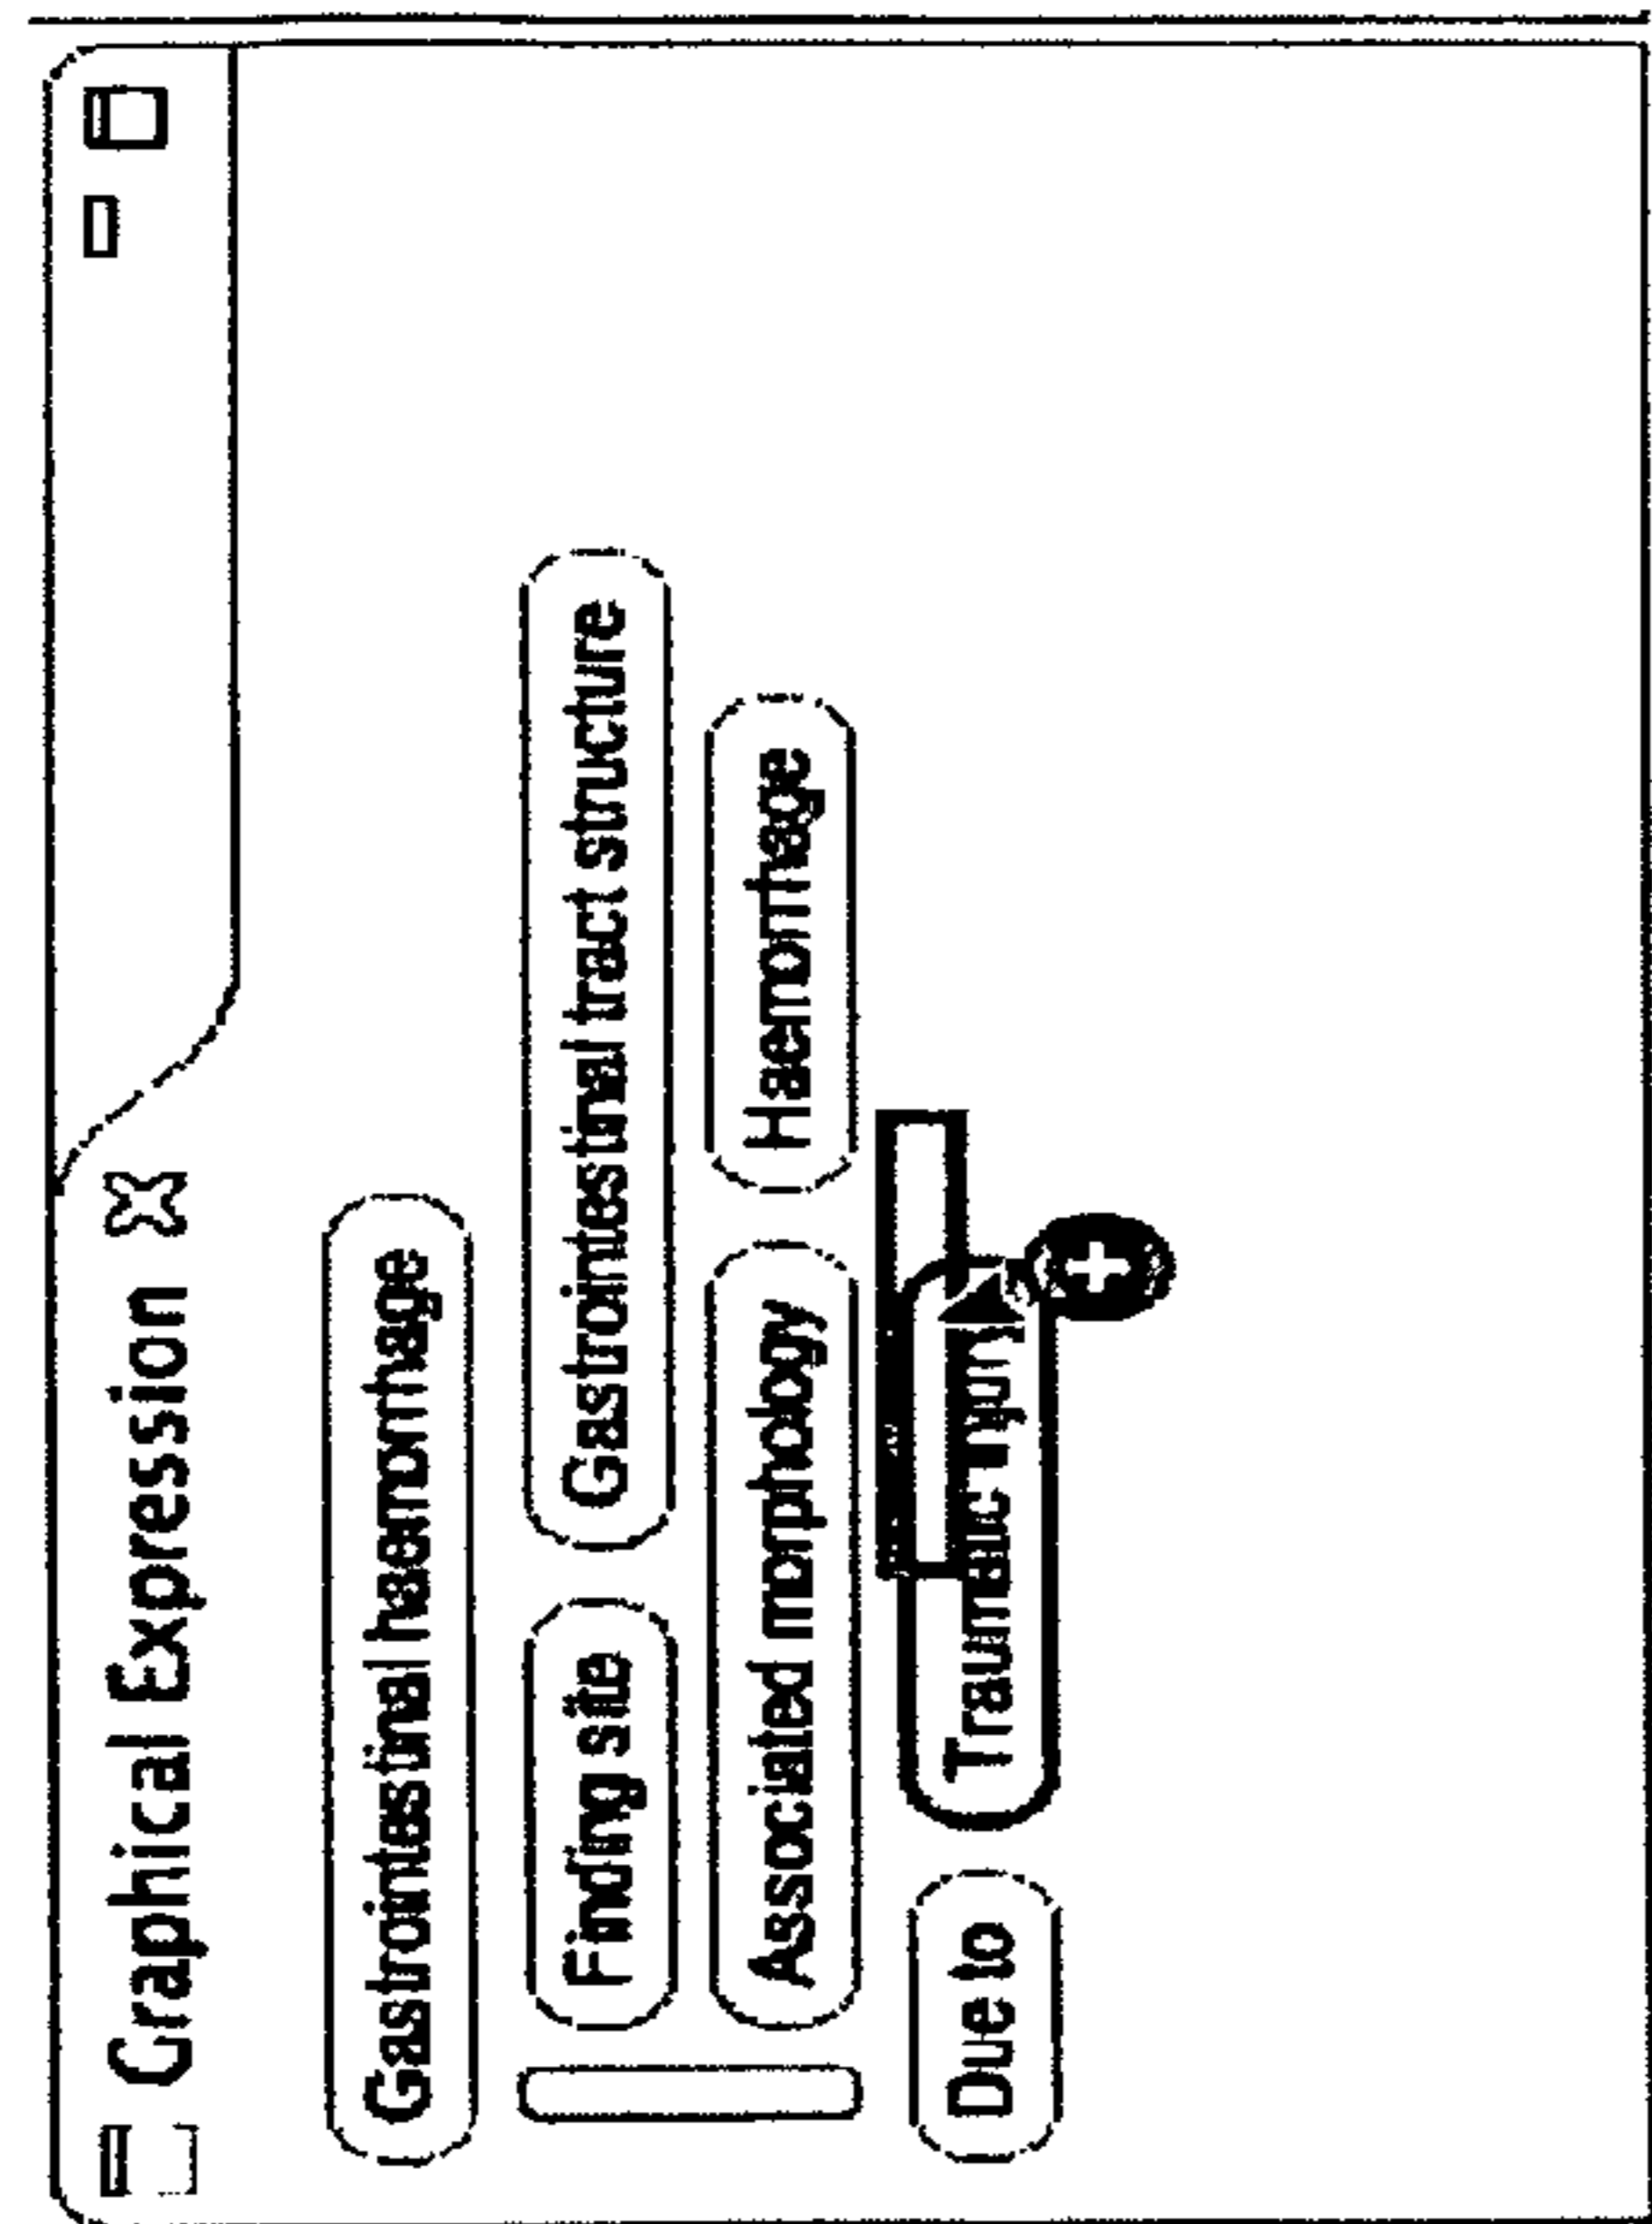 Graphical Expression
Gastrointestinal haemorrhage
Finding site Gastrointestinal tract structure
Associated morphology Haemorrhage
Due to Traumatic injury